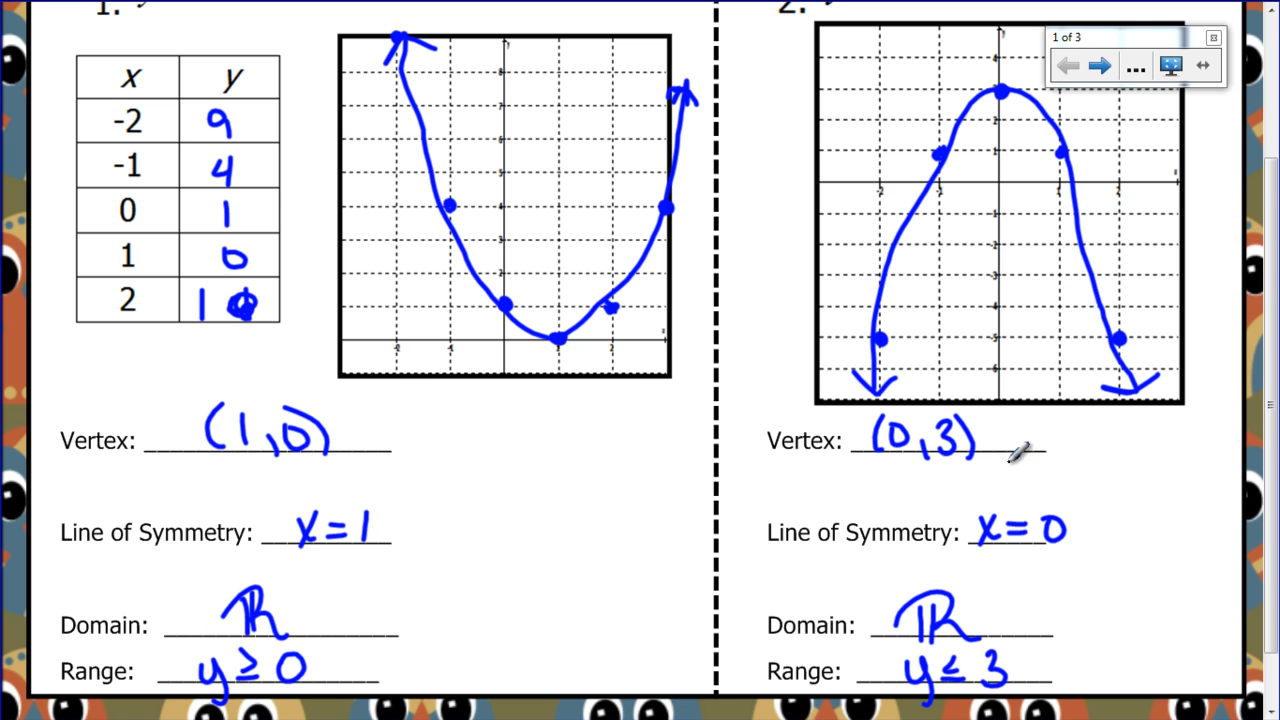 1.
x y
-2 9
-1 4
0 1
1 0
2 1
Vertex: (1,0)
Line of Symmetry: x=1
Domain: ℝ
Range: y≥0
2.
1 of 3
...
Vertex: (0,3)
Line of Symmetry: x=0
Domain: ℝ
Range: y≤3